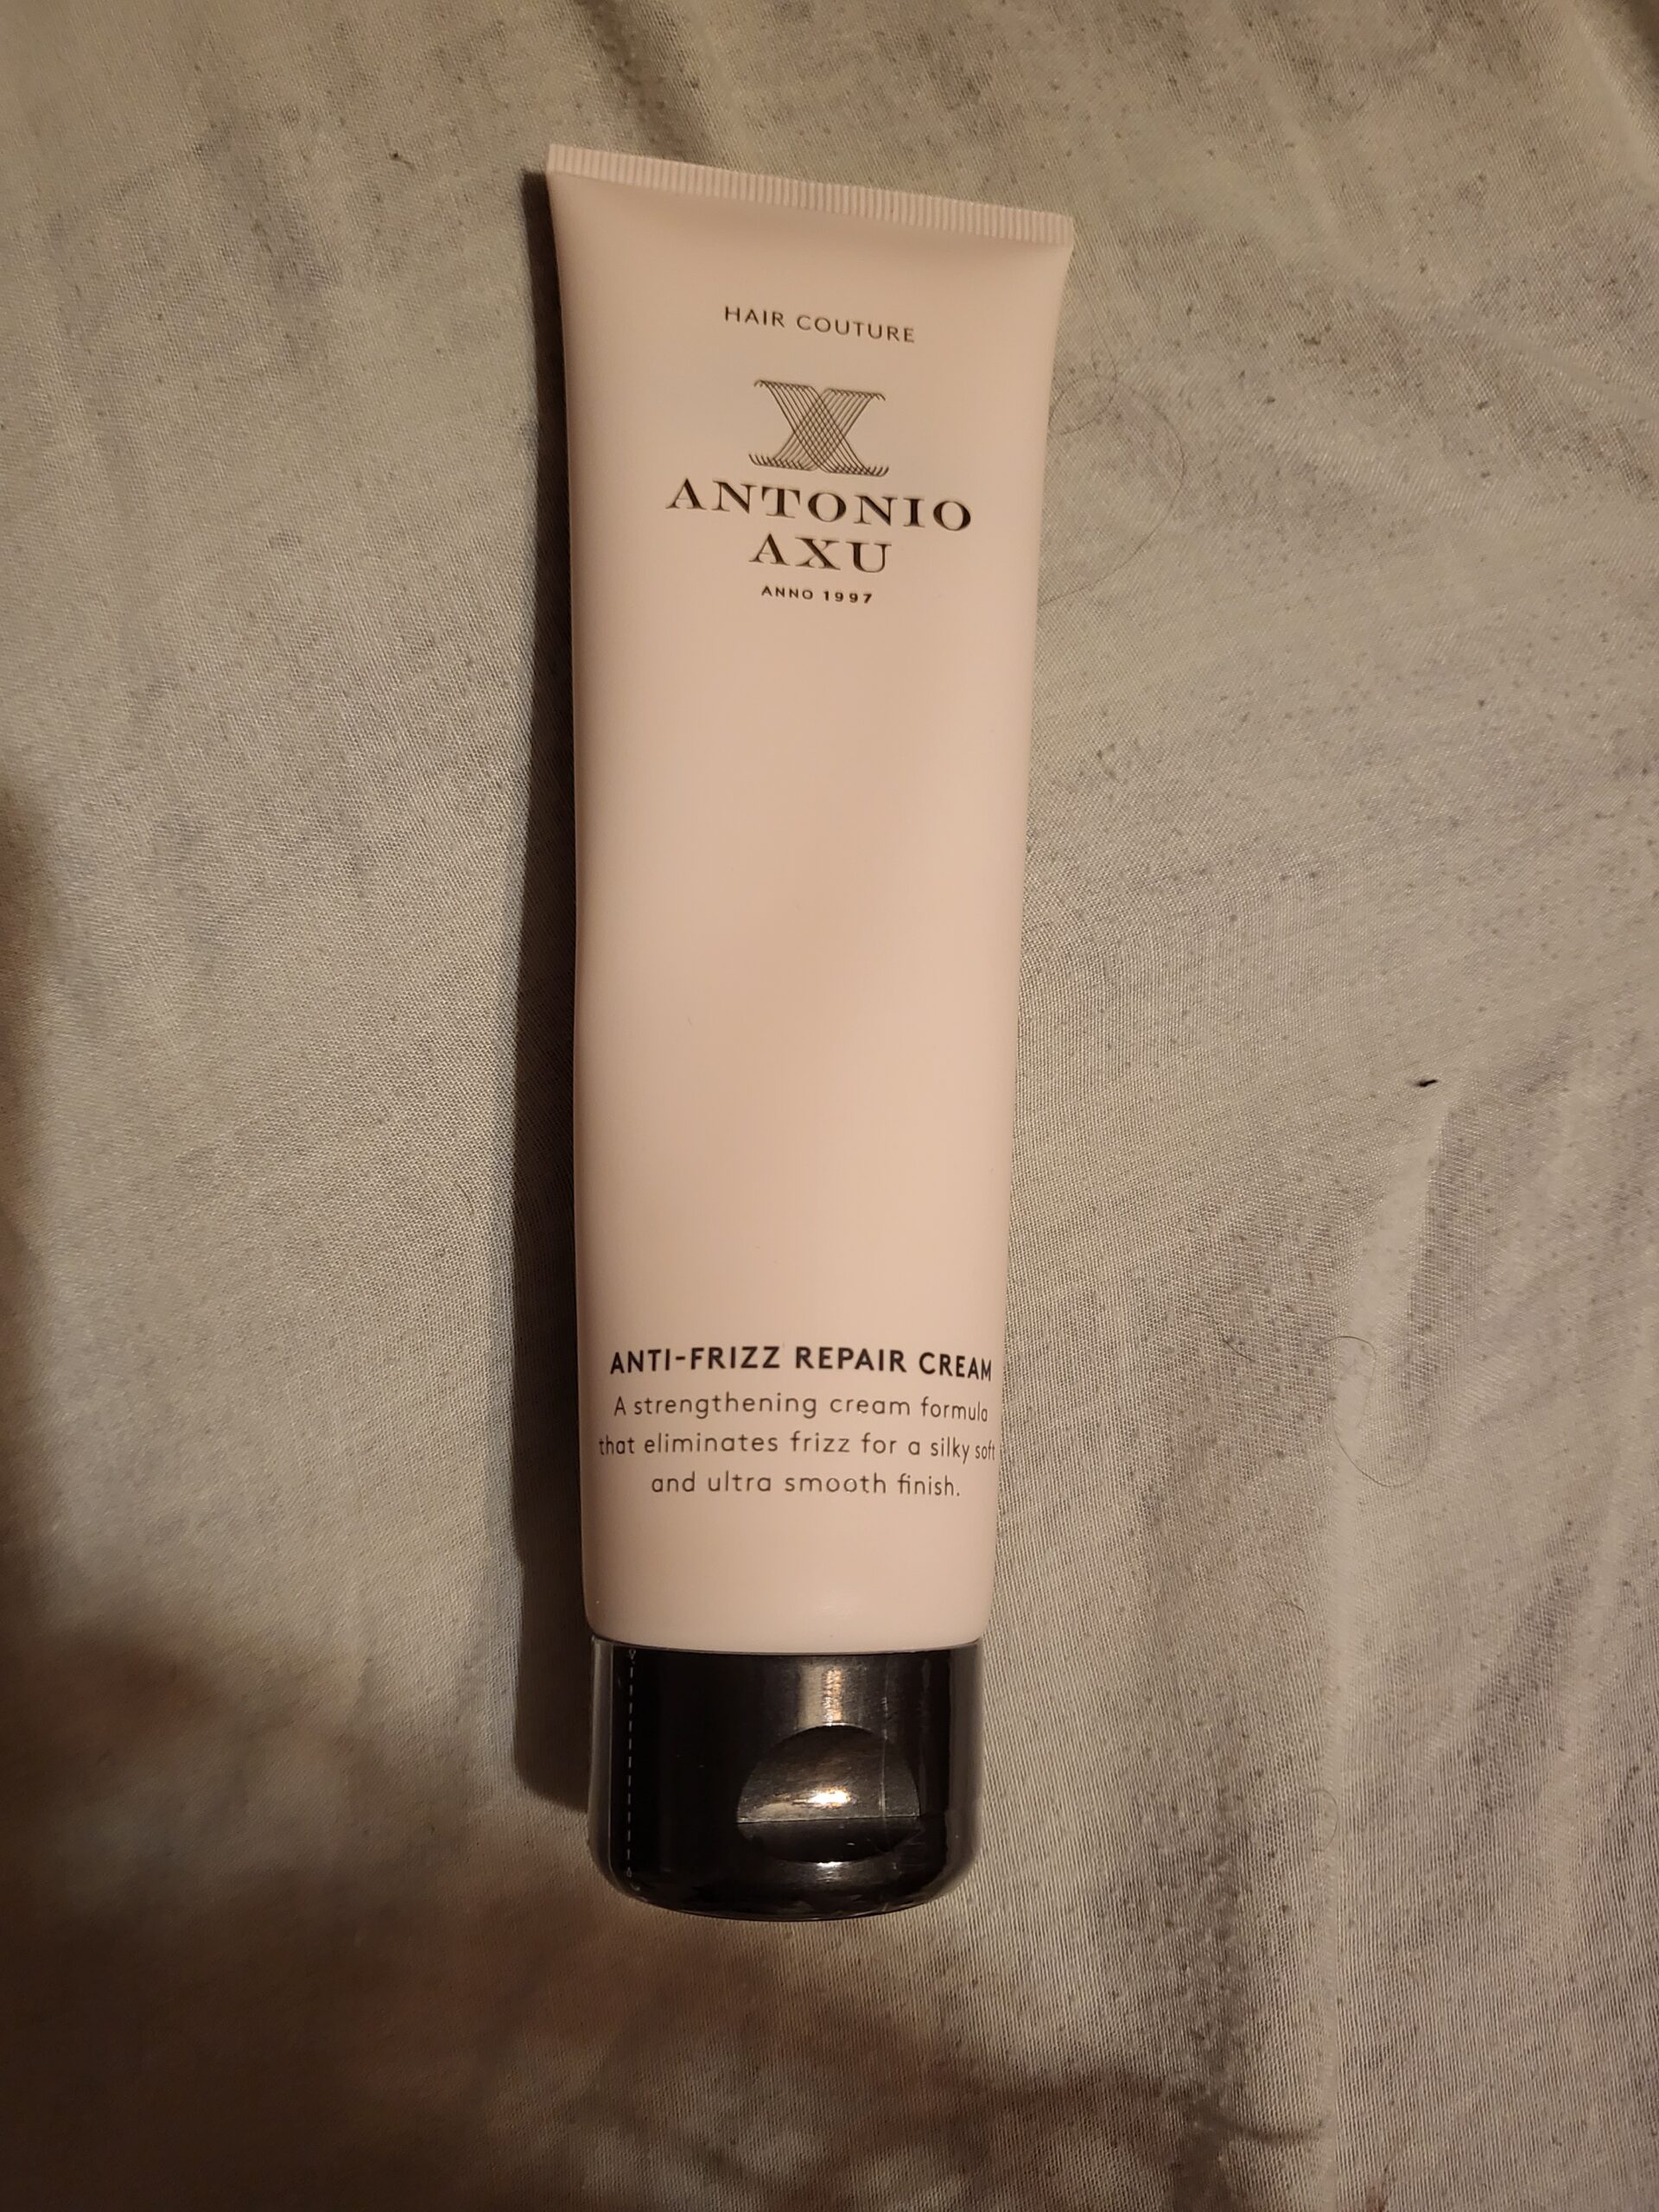 HAIR COUTURE
ANTONIO
AXU
ANNO 1997
ANTI-FRIZZ REPAIR CREAM
A strengthening cream formula
that eliminates frizz for a silky soft
and ultra smooth finish.